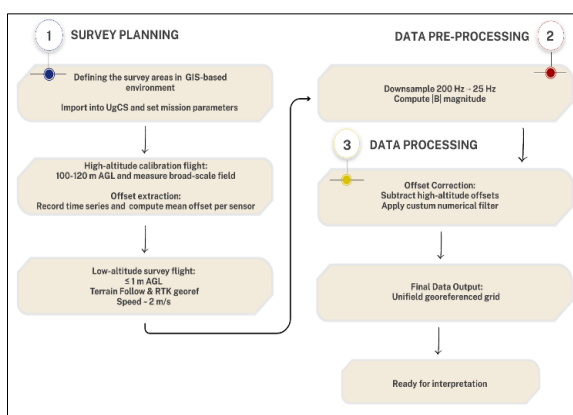 1
SURVEY PLANNING
Defining the survey areas in GIS-based
environment
Import into UgCS and set mission parameters
High-altitude calibration flight:
100-120 m AGL and measure broad-scale field
Offset extraction:
Record time series and compute mean offset per sensor
Low-altitude survey flight:
≤ 1 m AGL
Terrain Follow & RTK georef
Speed ~ 2 m/s
DATA PRE-PROCESSING
2
Downsample 200 Hz → 25 Hz
Compute |B| magnitude
3
DATA PROCESSING
Offset Correction:
Subtract high-altitude offsets
Apply custum numerical filter
Final Data Output:
Unifield georeferenced grid
Ready for interpretation